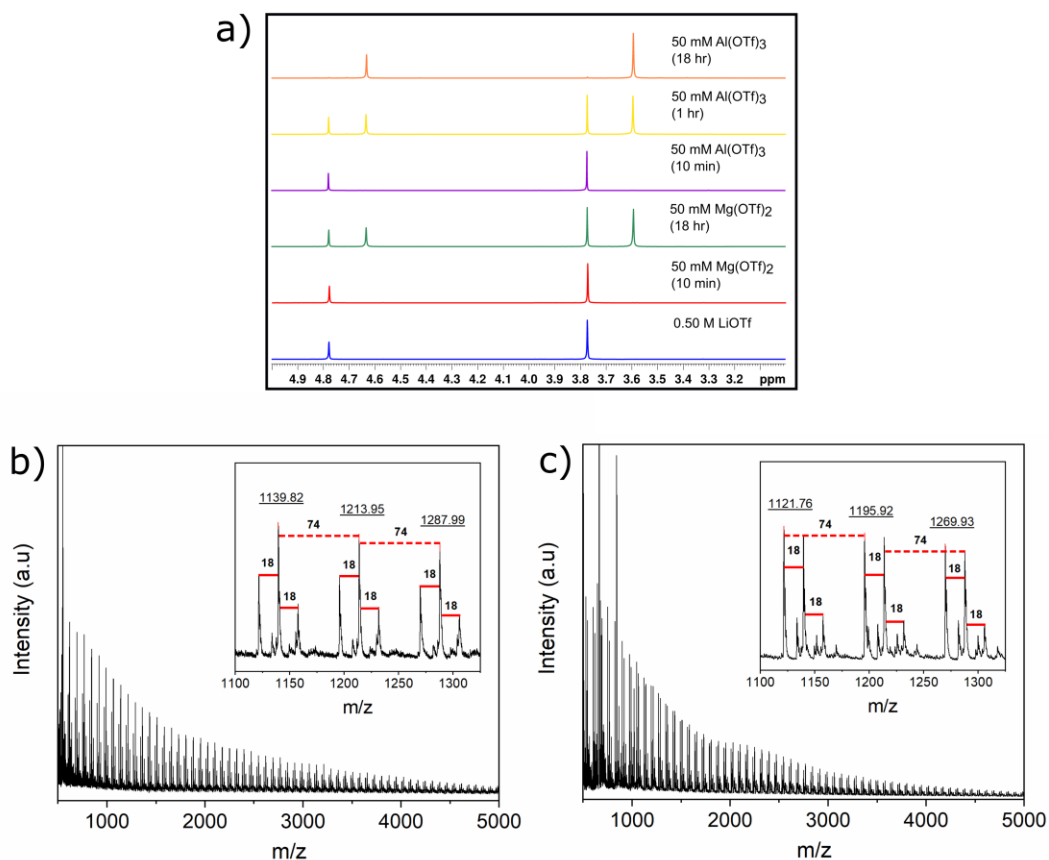 a)
50 mM Al(OTf)3
(18 hr)
50 mM Al(OTf)3
(1 hr)
50 mM Al(OTf)3
(10 min)
50 mM Mg(OTf)2
(18 hr)
50 mM Mg(OTf)2
(10 min)
0.50 M LiOTf
4.9 4.8 4.7 4.6 4.5 4.4 4.3 4.2 4.1 4.0 3.9 3.8 3.7 3.6 3.5 3.4 3.3 3.2 ppm
b)
Intensity (a.u)
1139.82
1213.95
1287.99
74
74
18
18
18
18
18
18
1100 1150 1200 1250 1300
m/z
1000 2000 3000 4000 5000
m/z
c)
Intensity (a.u)
1121.76
1195.92
1269.93
74
74
18
18
18
18
18
18
1100 1150 1200 1250 1300
m/z
1000 2000 3000 4000 5000
m/z